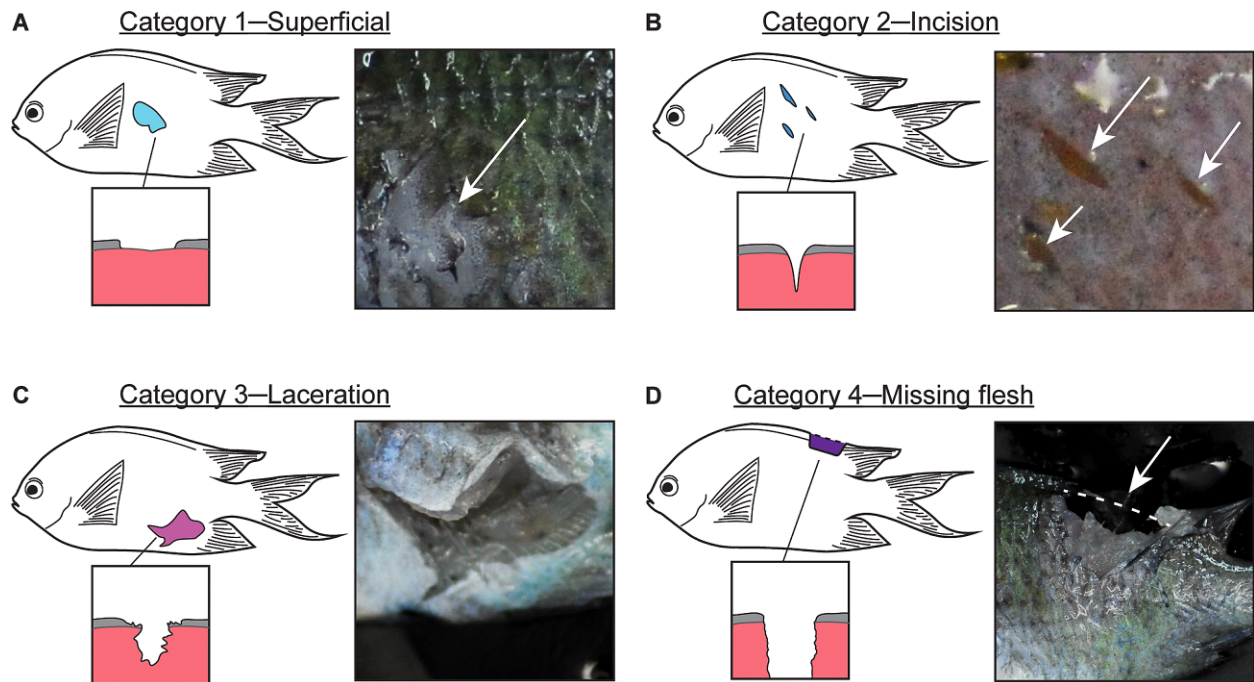 A Category 1—Superficial
B Category 2—Incision
C Category 3—Laceration
D Category 4—Missing flesh